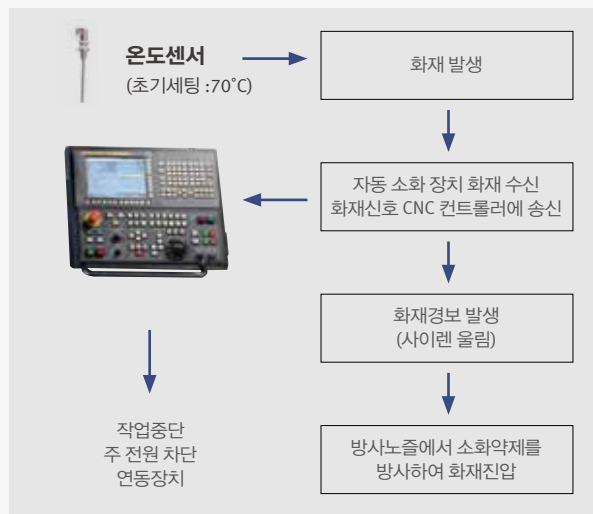 온도센서
(초기세팅 :70˚C)
화재 발생
자동 소화 장치 화재 수신
화재신호 CNC 컨트롤러에 송신
화재경보 발생
(사이렌 울림)
작업중단
주 전원 차단
연동장치
방사노즐에서 소화약제를
방사하여 화재진압